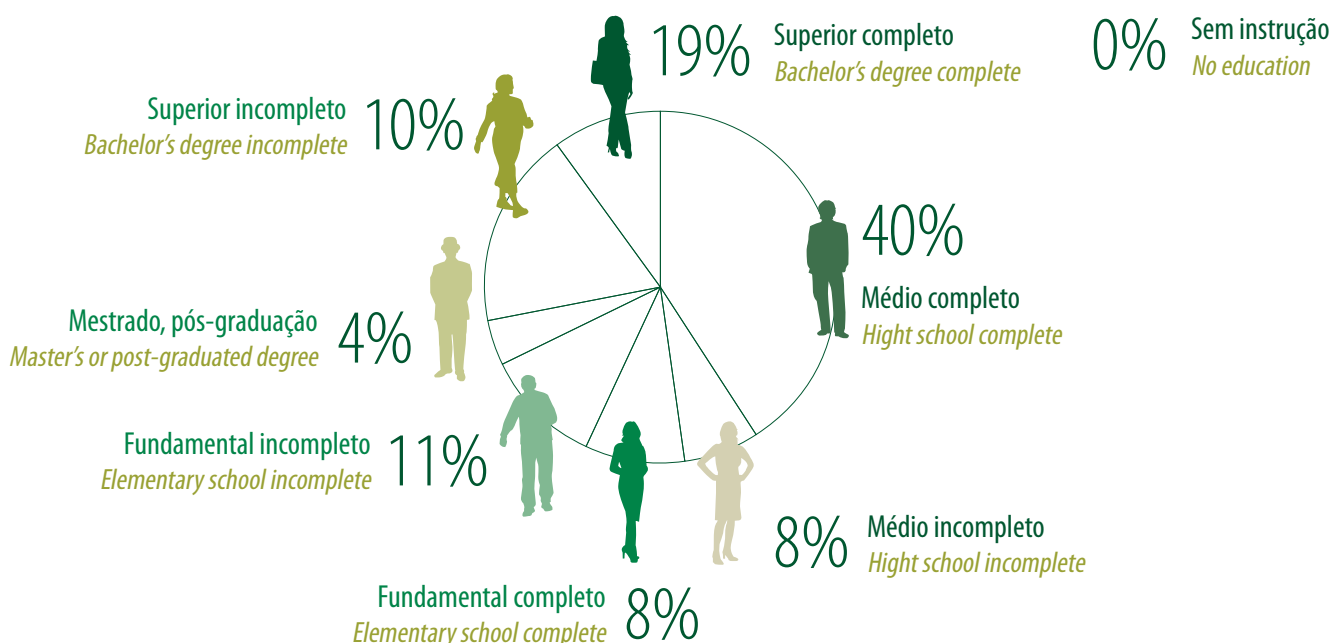 19%
Superior completo
Bachelor's degree complete
0%
Sem instrução
No education
Superior incompleto
Bachelor's degree incomplete
10%
40%
Médio completo
Hight school complete
Mestrado, pós-graduação
Master's or post-graduated degree
4%
Fundamental incompleto
Elementary school incomplete
11%
8%
Médio incompleto
Hight school incomplete
Fundamental completo
Elementary school complete
8%